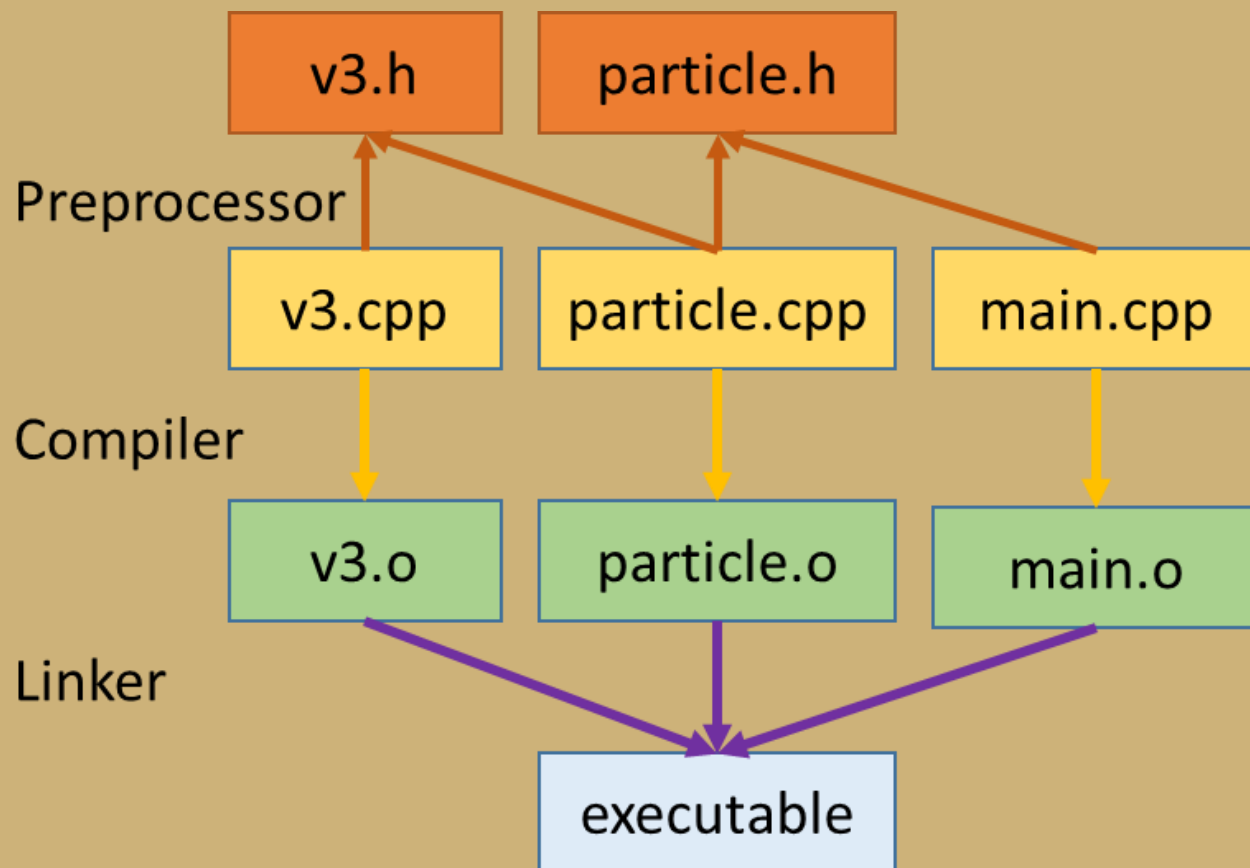 v3.h
particle.h
Preprocessor
v3.cpp
particle.cpp
main.cpp
Compiler
v3.o
particle.o
main.o
Linker
executable